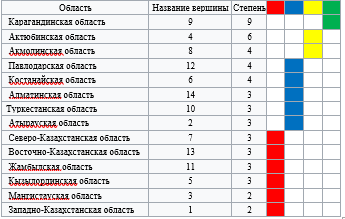 Область Название вершины Степень
Карагандинская область 9 9
Актюбинская область 4 6
Акмолинская область 8 4
Павлодарская область 12 4
Костанайская область 6 4
Алматинская область 14 3
Туркестанская область 10 3
Атырауская область 2 3
Северо-Казахстанская область 7 3
Восточно-Казахстанская область 13 3
Жамбылская область 11 3
Кызылординская область 5 3
Мангистауская область 3 2
Западно-Казахстанская область 1 2